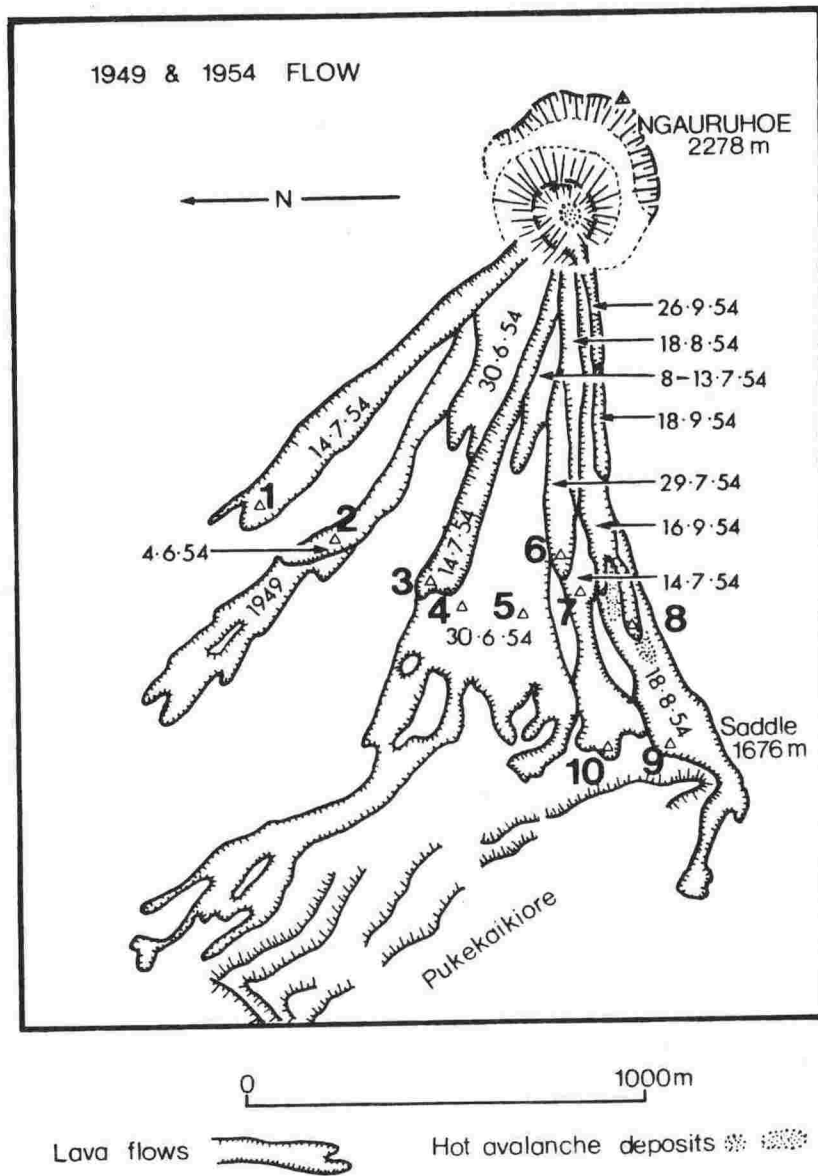 1949 & 1954 FLOW
NGAURUHOE
2278 m
N
26·9·54
18·8·54
8–13·7·54
18·9·54
29·7·54
16·9·54
14·7·54
30·6·54
14·7·54
1
2
4·6·54
1949
14·7·54
3
4
5
30·6·54
6
7
8
18·8·54
Saddle
1676 m
9
10
Pukekaikiore
0
1000m
Lava flows
Hot avalanche deposits